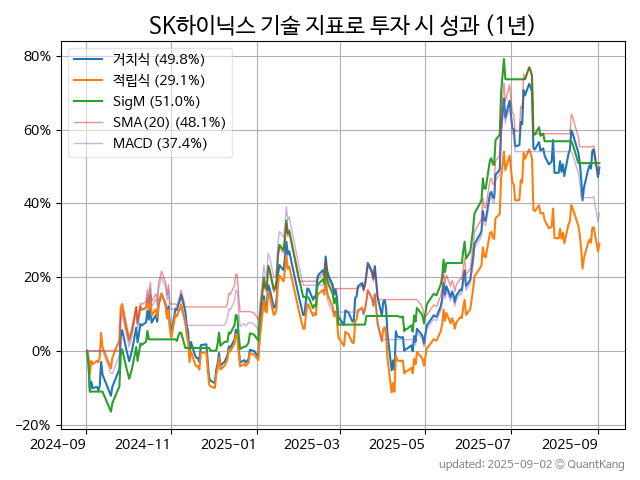 SK하이닉스 기술 지표로 투자 시 성과 (1년)
80%
60%
40%
20%
0%
−20%
거치식 (49.8%)
적립식 (29.1%)
SigM (51.0%)
SMA(20) (48.1%)
MACD (37.4%)
2024-09
2024-11
2025-01
2025-03
2025-05
2025-07
2025-09
updated: 2025-09-02 © QuantKang